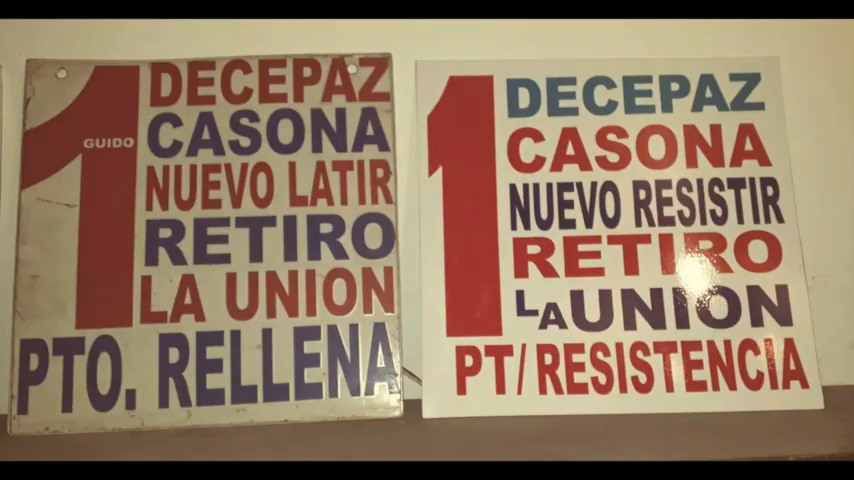 1
GUIDO
DECEPAZ
CASONA
NUEVO LATIR
RETIRO
LA UNION
PTO. RELLENA
1
DECEPAZ
CASONA
NUEVO RESISTIR
RETIRO
LA UNION
PT/RESISTENCIA